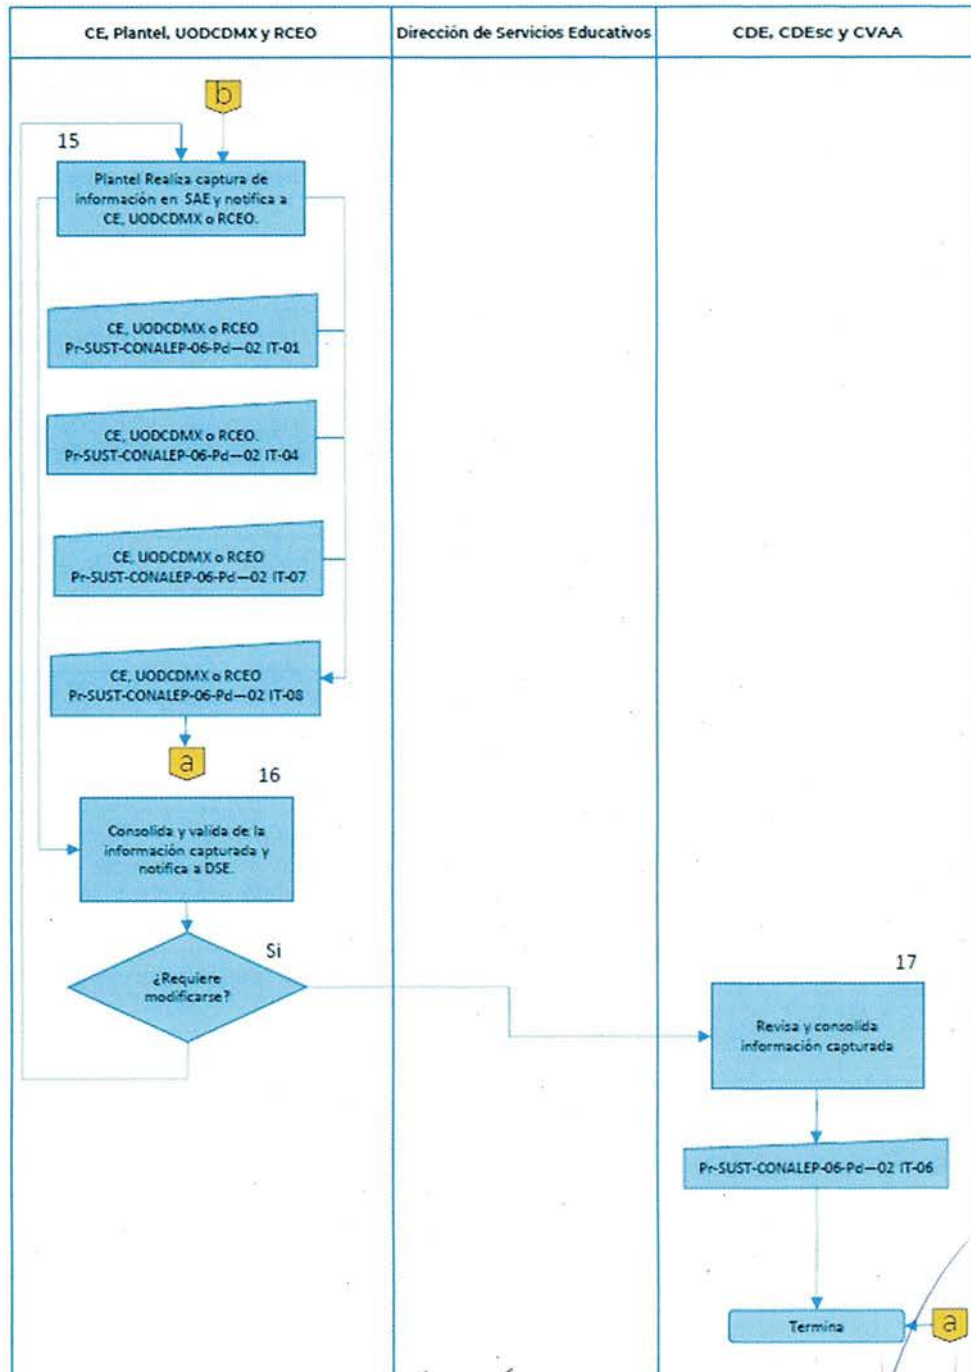 CE, Plantel, UODCDMX y RCEO
Dirección de Servicios Educativos
CDE, CDEsc y CVAA
b
15
Plantel Realiza captura de
información en SAE y notifica a
CE, UODCDMX o RCEO.
CE, UODCDMX o RCEO
Pr-SUST-CONALEP-06-Pd—02 IT-01
CE, UODCDMX o RCEO.
Pr-SUST-CONALEP-06-Pd—02 IT-04
CE, UODCDMX o RCEO
Pr-SUST-CONALEP-06-Pd—02 IT-07
CE, UODCDMX o RCEO
Pr-SUST-CONALEP-06-Pd—02 IT-08
a
16
Consolida y valida de la
información capturada y
notifica a DSE.
Si
¿Requiere
modificarse?
17
Revisa y consolida
información capturada
Pr-SUST-CONALEP-06-Pd—02 IT-06
Termina
a